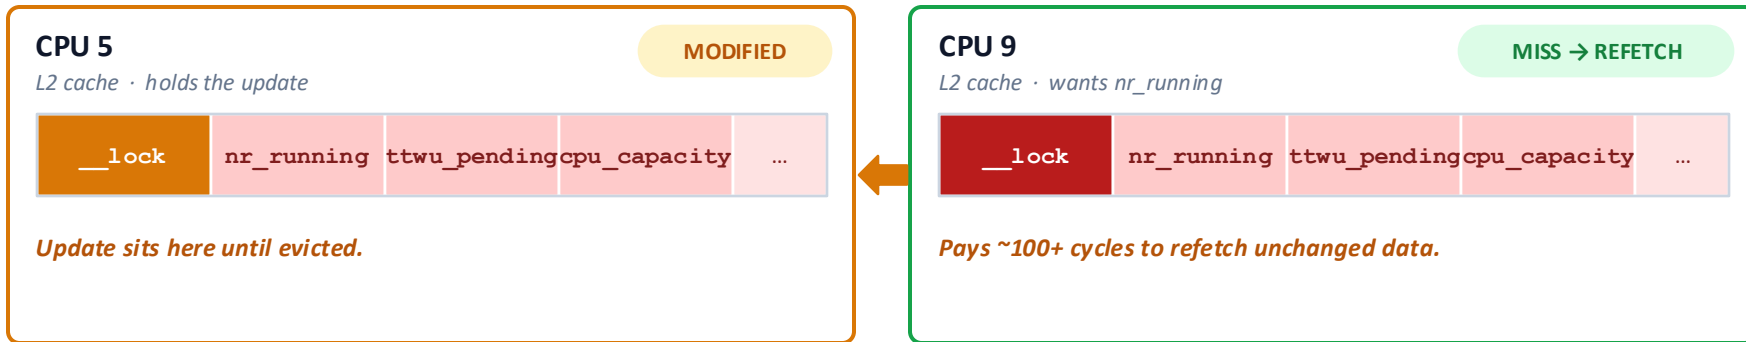 CPU 5
MODIFIED
L2 cache · holds the update
__lock nr_running ttwu_pending cpu_capacity ...
Update sits here until evicted.
CPU 9
MISS → REFETCH
L2 cache · wants nr_running
__lock nr_running ttwu_pending cpu_capacity ...
Pays ~100+ cycles to refetch unchanged data.